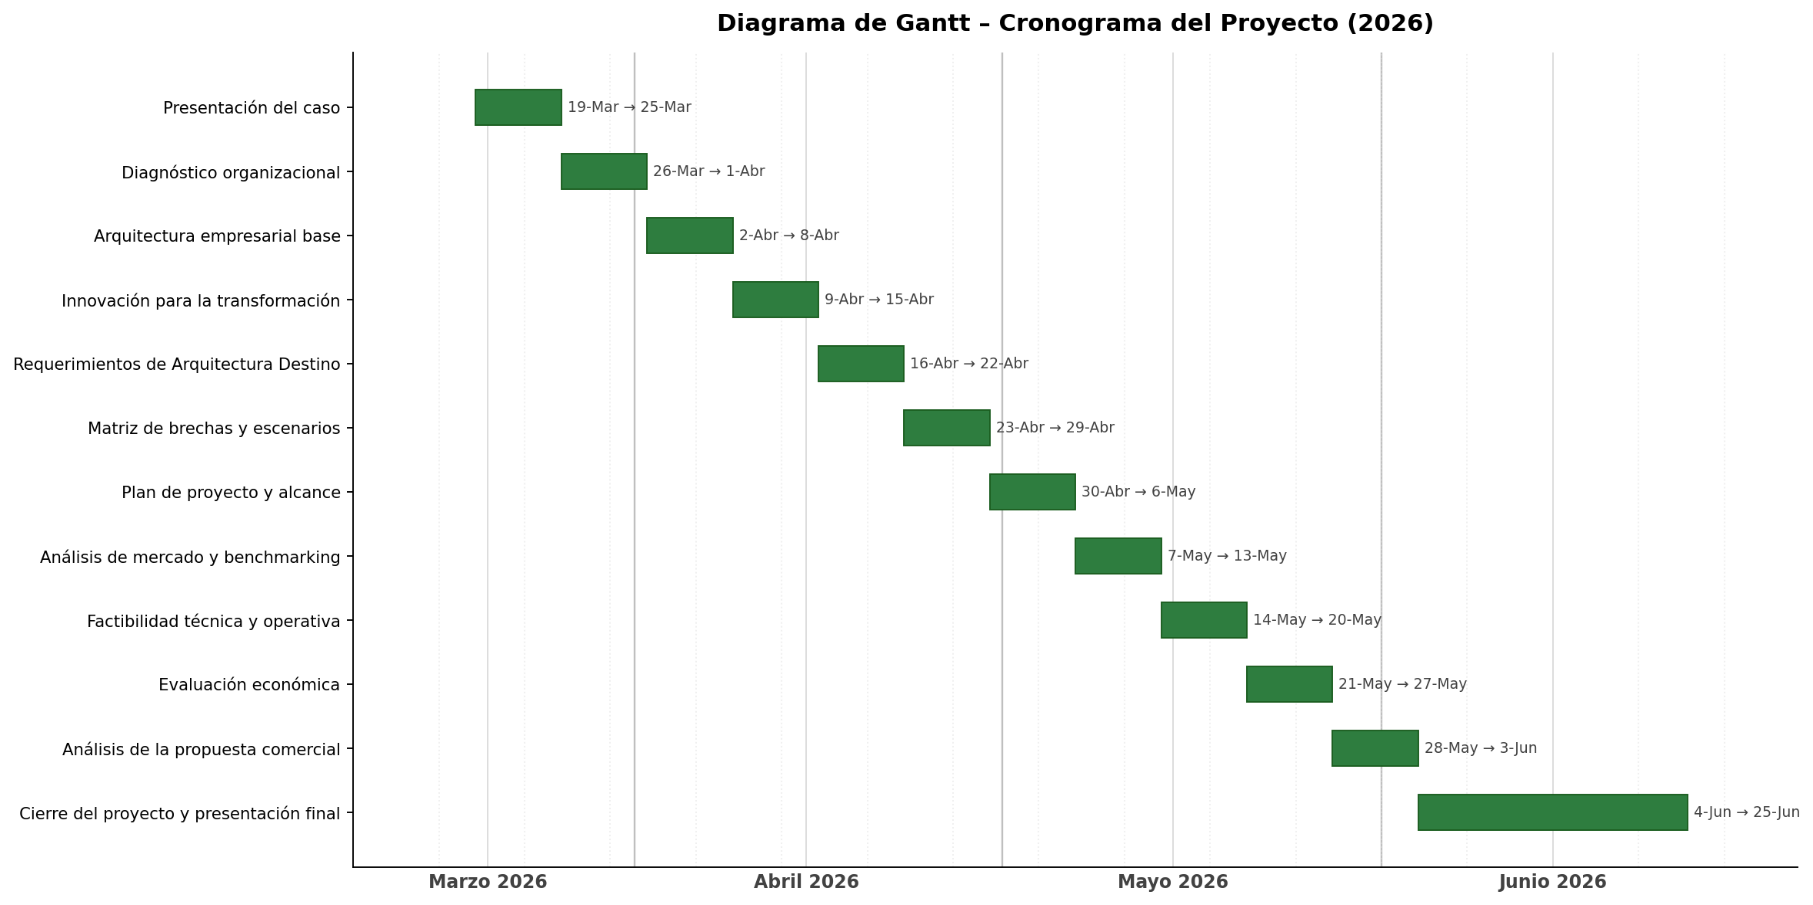 Diagrama de Gantt – Cronograma del Proyecto (2026)
Presentación del caso 19-Mar → 25-Mar
Diagnóstico organizacional 26-Mar → 1-Abr
Arquitectura empresarial base 2-Abr → 8-Abr
Innovación para la transformación 9-Abr → 15-Abr
Requerimientos de Arquitectura Destino 16-Abr → 22-Abr
Matriz de brechas y escenarios 23-Abr → 29-Abr
Plan de proyecto y alcance 30-Abr → 6-May
Análisis de mercado y benchmarking 7-May → 13-May
Factibilidad técnica y operativa 14-May → 20-May
Evaluación económica 21-May → 27-May
Análisis de la propuesta comercial 28-May → 3-Jun
Cierre del proyecto y presentación final 4-Jun → 25-Jun
Marzo 2026 Abril 2026 Mayo 2026 Junio 2026